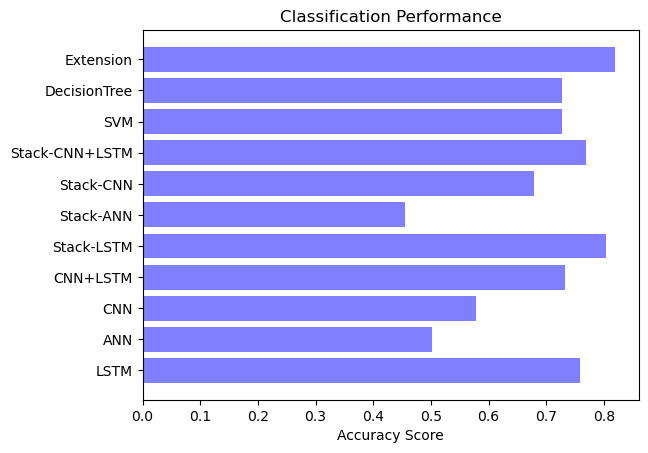 Classification Performance
Extension
DecisionTree
SVM
Stack-CNN+LSTM
Stack-CNN
Stack-ANN
Stack-LSTM
CNN+LSTM
CNN
ANN
LSTM
0.0 0.1 0.2 0.3 0.4 0.5 0.6 0.7 0.8
Accuracy Score